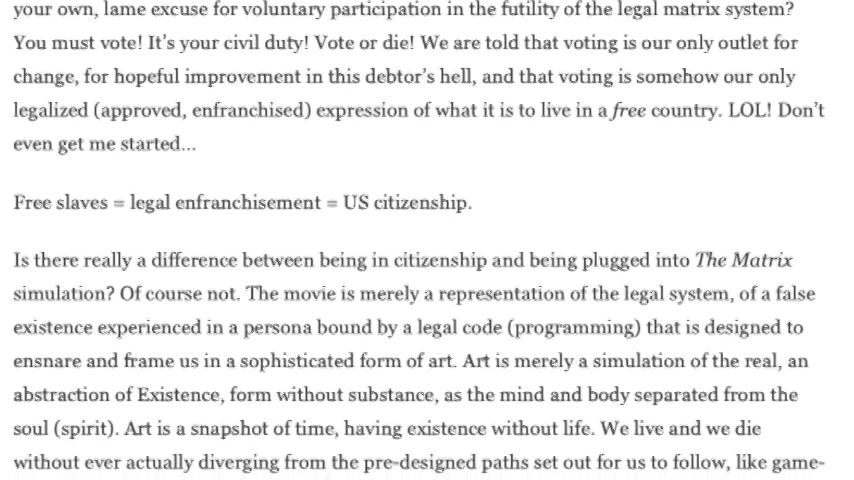 your own, lame excuse for voluntary participation in the futility of the legal matrix system?
You must vote! It’s your civil duty! Vote or die! We are told that voting is our only outlet for
change, for hopeful improvement in this debtor’s hell, and that voting is somehow our only
legalized (approved, enfranchised) expression of what it is to live in a free country. LOL! Don’t
even get me started…
Free slaves = legal enfranchisement = US citizenship.
Is there really a difference between being in citizenship and being plugged into The Matrix
simulation? Of course not. The movie is merely a representation of the legal system, of a false
existence experienced in a persona bound by a legal code (programming) that is designed to
ensnare and frame us in a sophisticated form of art. Art is merely a simulation of the real, an
abstraction of Existence, form without substance, as the mind and body separated from the
soul (spirit). Art is a snapshot of time, having existence without life. We live and we die
without ever actually diverging from the pre-designed paths set out for us to follow, like game-